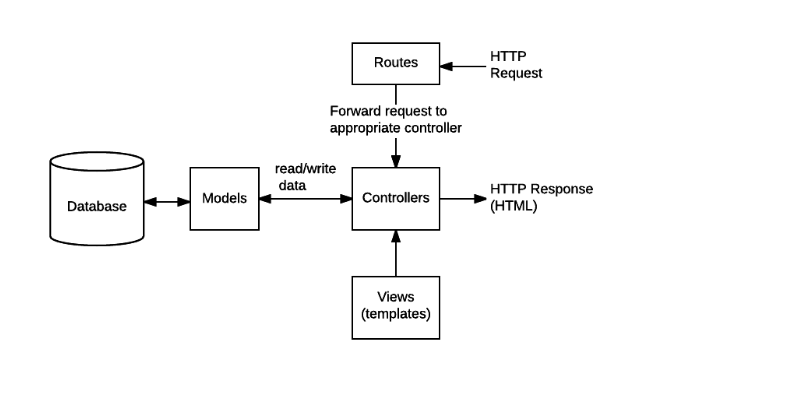 Routes
HTTP
Request
Forward request to
appropriate controller
Database
Models
read/write
data
Controllers
HTTP Response
(HTML)
Views
(templates)